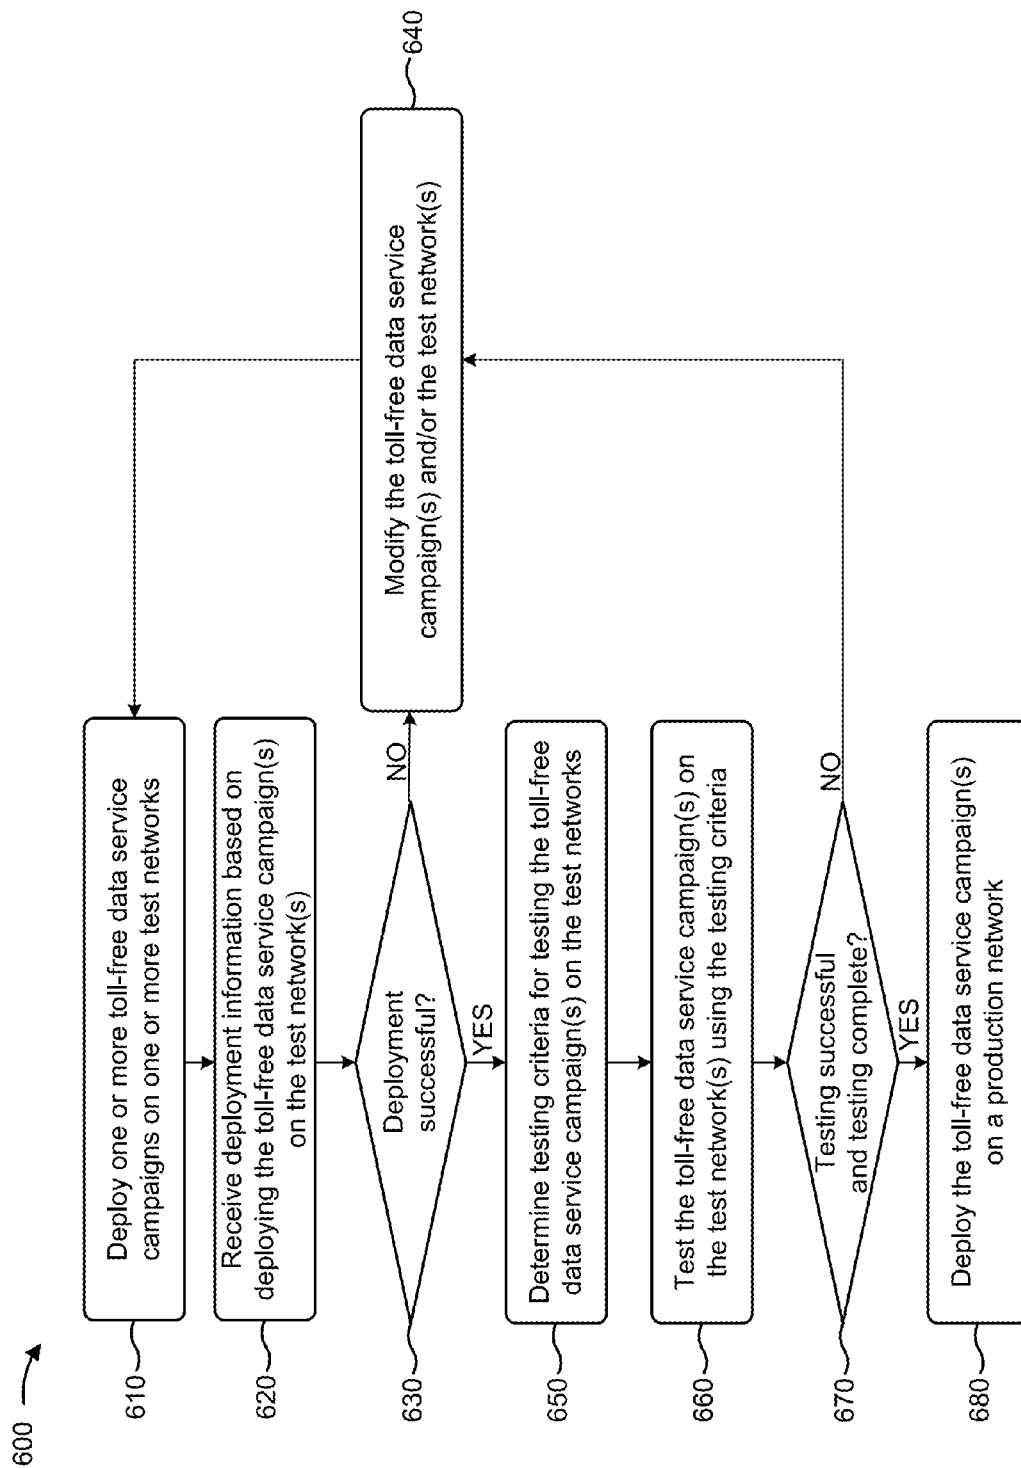 600
610
Deploy one or more toll-free data service
campaigns on one or more test networks
620
Receive deployment information based on
deploying the toll-free data service campaign(s)
on the test network(s)
630
Deployment
successful?
NO
YES
640
Modify the toll-free data service
campaign(s) and/or the test network(s)
650
Determine testing criteria for testing the toll-free
data service campaign(s) on the test networks
660
Test the toll-free data service campaign(s) on
the test network(s) using the testing criteria
670
Testing successful
and testing complete?
NO
YES
680
Deploy the toll-free data service campaign(s)
on a production network